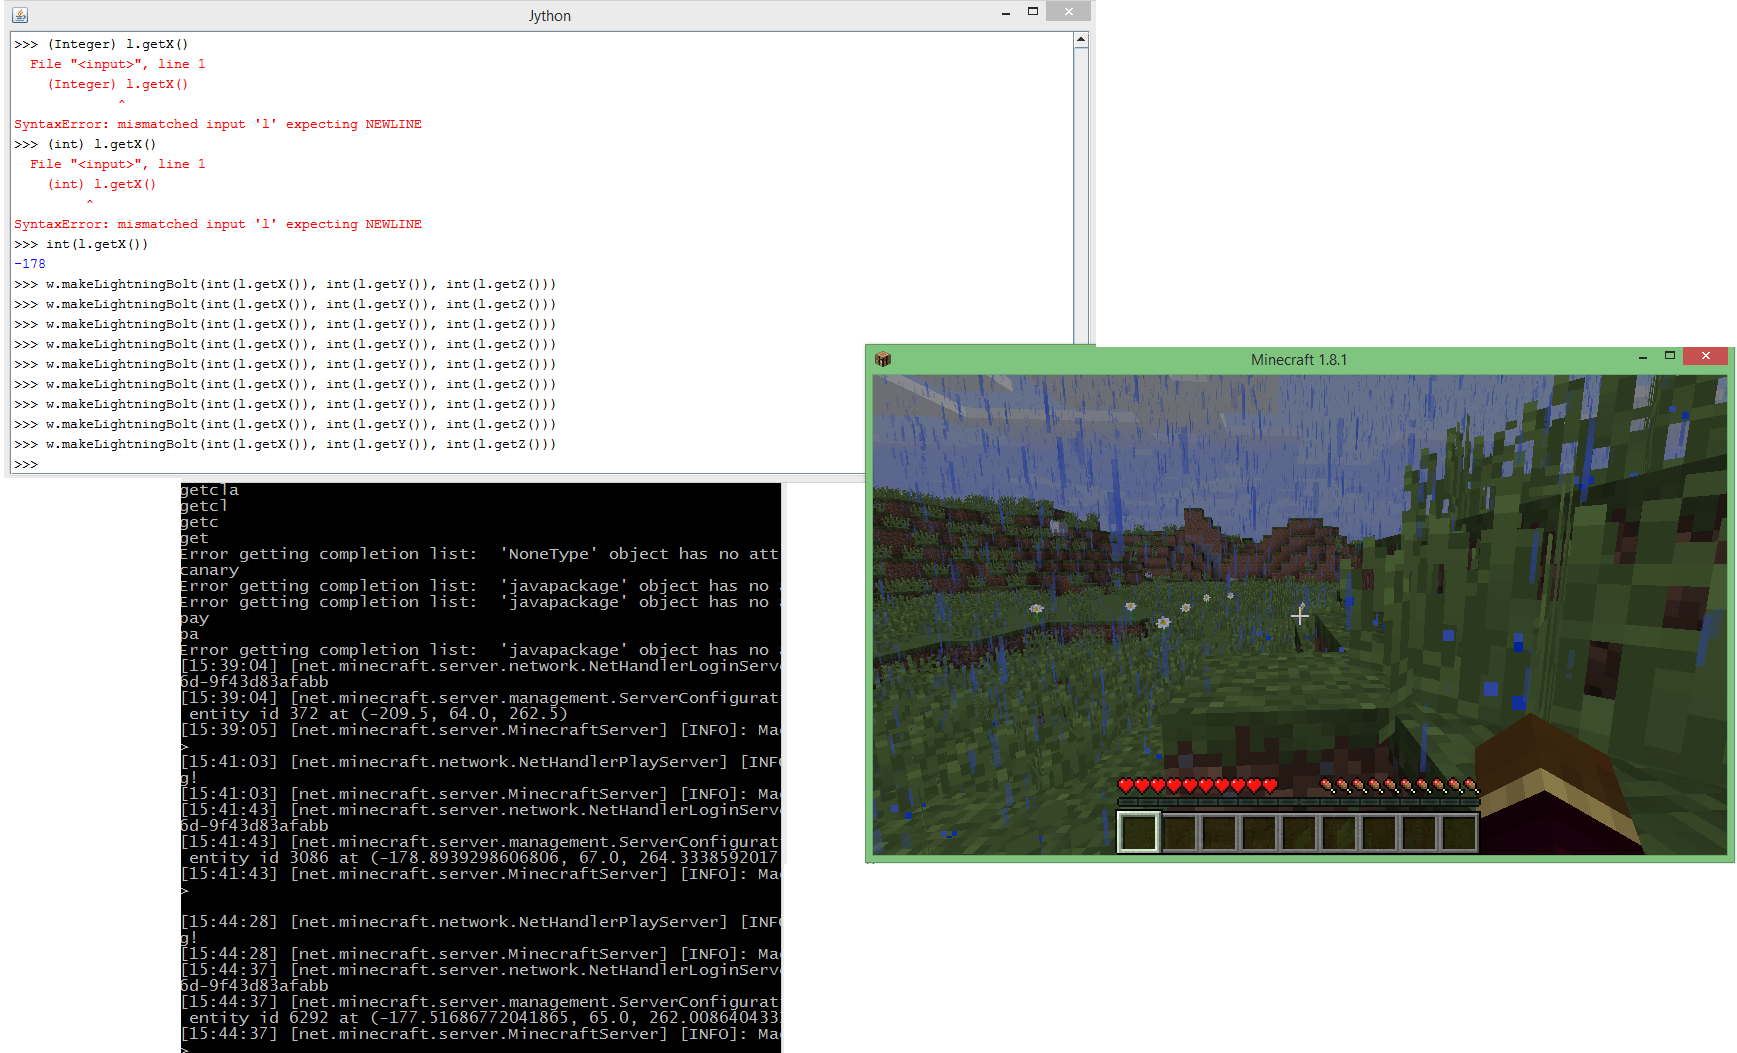 Jython
>>> (Integer) l.getX()
File "<input>", line 1
(Integer) l.getX()
^
SyntaxError: mismatched input 'l' expecting NEWLINE
>>> (int) l.getX()
File "<input>", line 1
(int) l.getX()
^
SyntaxError: mismatched input 'l' expecting NEWLINE
>>> int(l.getX())
-178
>>> w.makeLightningBolt(int(l.getX()), int(l.getY()), int(l.getZ()))
>>> w.makeLightningBolt(int(l.getX()), int(l.getY()), int(l.getZ()))
>>> w.makeLightningBolt(int(l.getX()), int(l.getY()), int(l.getZ()))
>>> w.makeLightningBolt(int(l.getX()), int(l.getY()), int(l.getZ()))
>>> w.makeLightningBolt(int(l.getX()), int(l.getY()), int(l.getZ()))
>>> w.makeLightningBolt(int(l.getX()), int(l.getY()), int(l.getZ()))
>>> w.makeLightningBolt(int(l.getX()), int(l.getY()), int(l.getZ()))
>>> w.makeLightningBolt(int(l.getX()), int(l.getY()), int(l.getZ()))
>>> w.makeLightningBolt(int(l.getX()), int(l.getY()), int(l.getZ()))
>>>
Minecraft 1.8.1
getcla
getcl
getc
get
Error getting completion list:  'NoneType' object has no att
canary
Error getting completion list:  'javapackage' object has no
Error getting completion list:  'javapackage' object has no
pay
pa
Error getting completion list:  'javapackage' object has no
[15:39:04] [net.minecraft.server.network.NetHandlerLoginServ
6d-9f43d83afabb
[15:39:04] [net.minecraft.server.management.ServerConfigurat
entity id 372 at (-209.5, 64.0, 262.5)
[15:39:05] [net.minecraft.server.MinecraftServer] [INFO]: Ma
>
[15:41:03] [net.minecraft.network.NetHandlerPlayServer] [INF
g!
[15:41:03] [net.minecraft.server.MinecraftServer] [INFO]: Ma
[15:41:43] [net.minecraft.server.network.NetHandlerLoginServ
6d-9f43d83afabb
[15:41:43] [net.minecraft.server.management.ServerConfigurat
entity id 3086 at (-178.8939298606806, 67.0, 264.3338592017
[15:41:43] [net.minecraft.server.MinecraftServer] [INFO]: Ma
>
[15:44:28] [net.minecraft.network.NetHandlerPlayServer] [INF
g!
[15:44:28] [net.minecraft.server.MinecraftServer] [INFO]: Ma
[15:44:37] [net.minecraft.server.network.NetHandlerLoginServ
6d-9f43d83afabb
[15:44:37] [net.minecraft.server.management.ServerConfigurat
entity id 6292 at (-177.51686772041865, 65.0, 262.008640433
[15:44:37] [net.minecraft.server.MinecraftServer] [INFO]: Ma
>